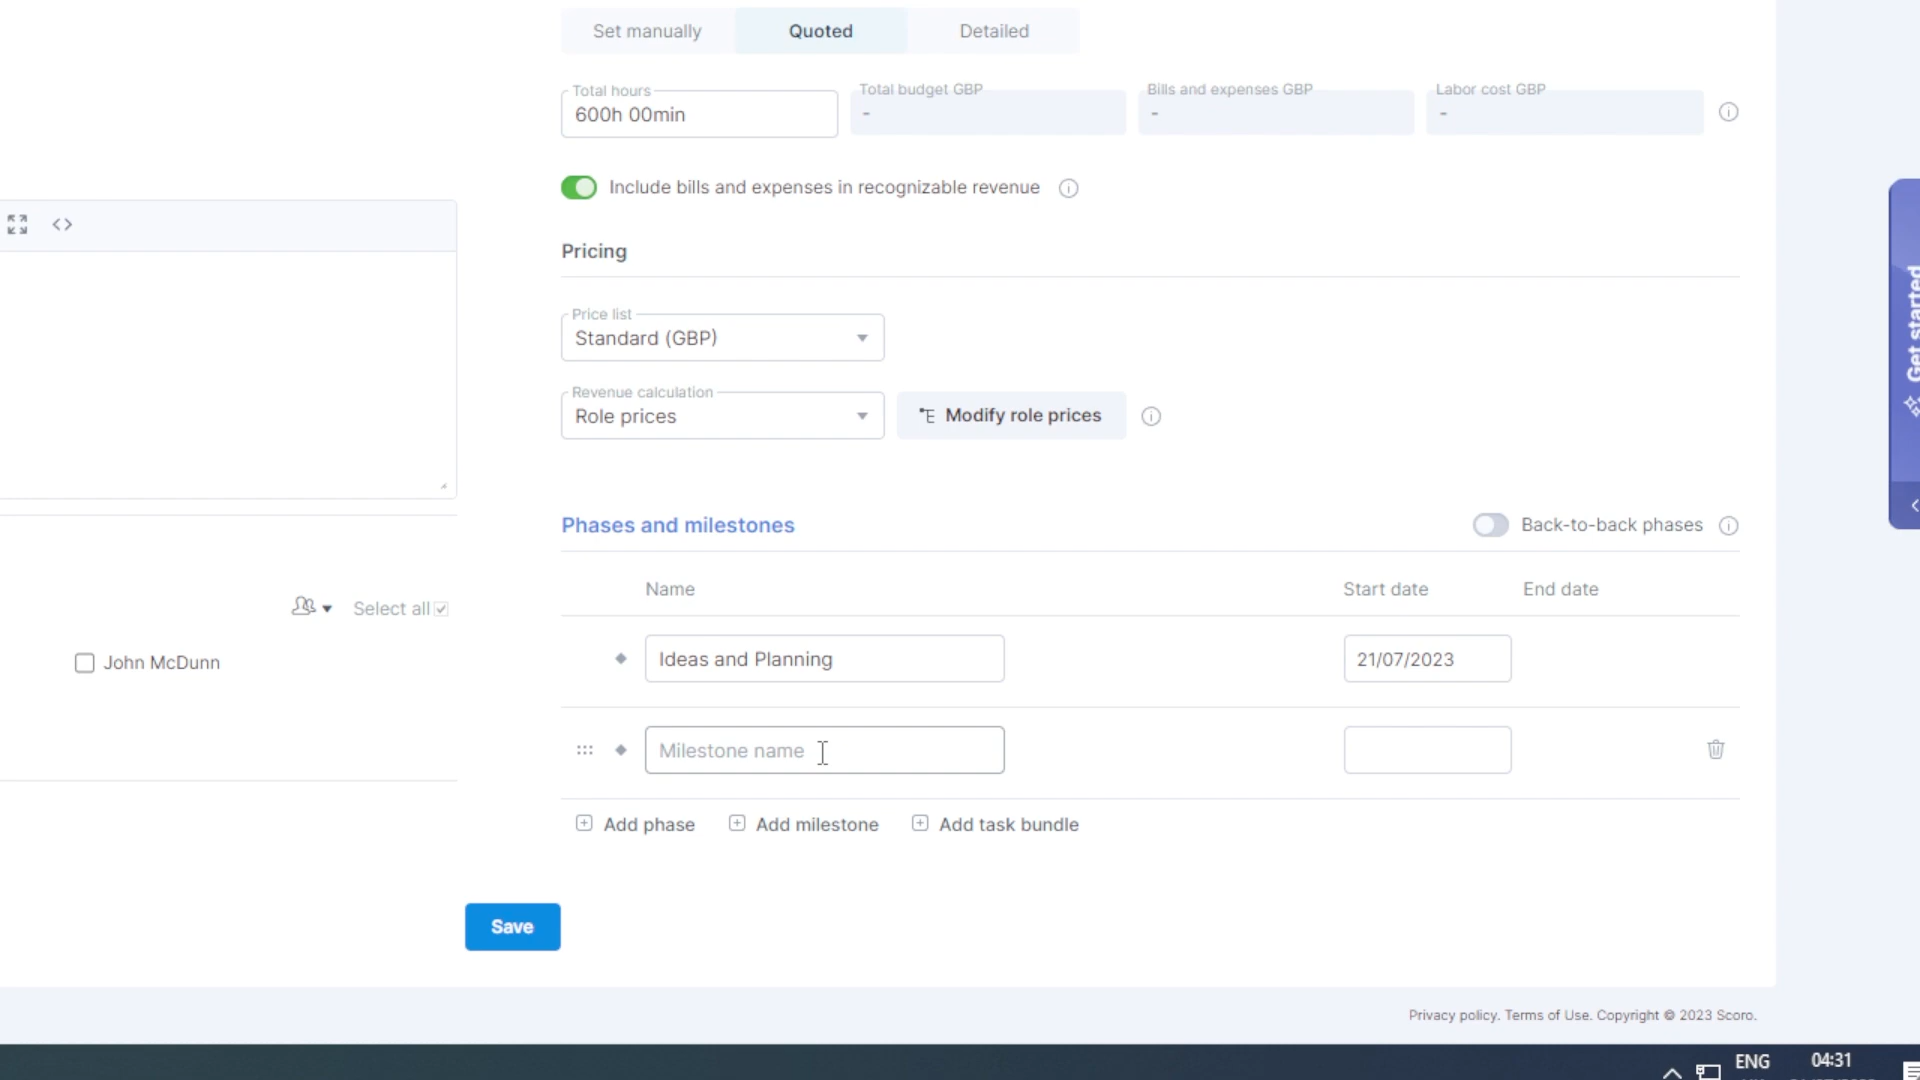 Set manually
Quoted
Detailed
Total hours
600h 00min
Total budget GBP
-
Bills and expenses GBP
-
Labor cost GBP
-
Include bills and expenses in recognizable revenue
Pricing
Price list
Standard (GBP)
Revenue calculation
Role prices
Modify role prices
Phases and milestones
Back-to-back phases
Select all
John McDunn
Name
Start date
End date
Ideas and Planning
21/07/2023
Milestone name
Add phase
Add milestone
Add task bundle
Save
Get started
Privacy policy. Terms of Use. Copyright © 2023 Scoro.
ENG
04:31